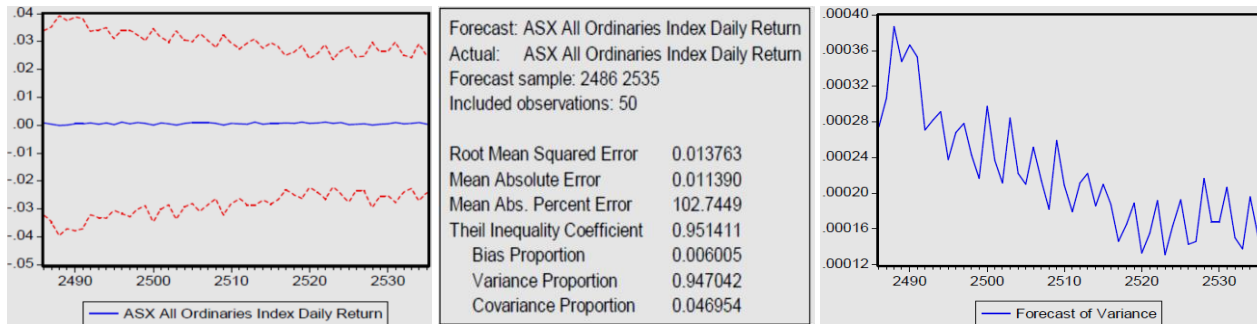 .04
.03
.02
.01
.00
-.01
-.02
-.03
-.04
-.05
2490 2500 2510 2520 2530
ASX All Ordinaries Index Daily Return
Forecast: ASX All Ordinaries Index Daily Return
Actual: ASX All Ordinaries Index Daily Return
Forecast sample: 2486 2535
Included observations: 50
Root Mean Squared Error 0.013763
Mean Absolute Error 0.011390
Mean Abs. Percent Error 102.7449
Theil Inequality Coefficient 0.951411
Bias Proportion 0.006005
Variance Proportion 0.947042
Covariance Proportion 0.046954
.00040
.00036
.00032
.00028
.00024
.00020
.00016
.00012
2490 2500 2510 2520 2530
Forecast of Variance